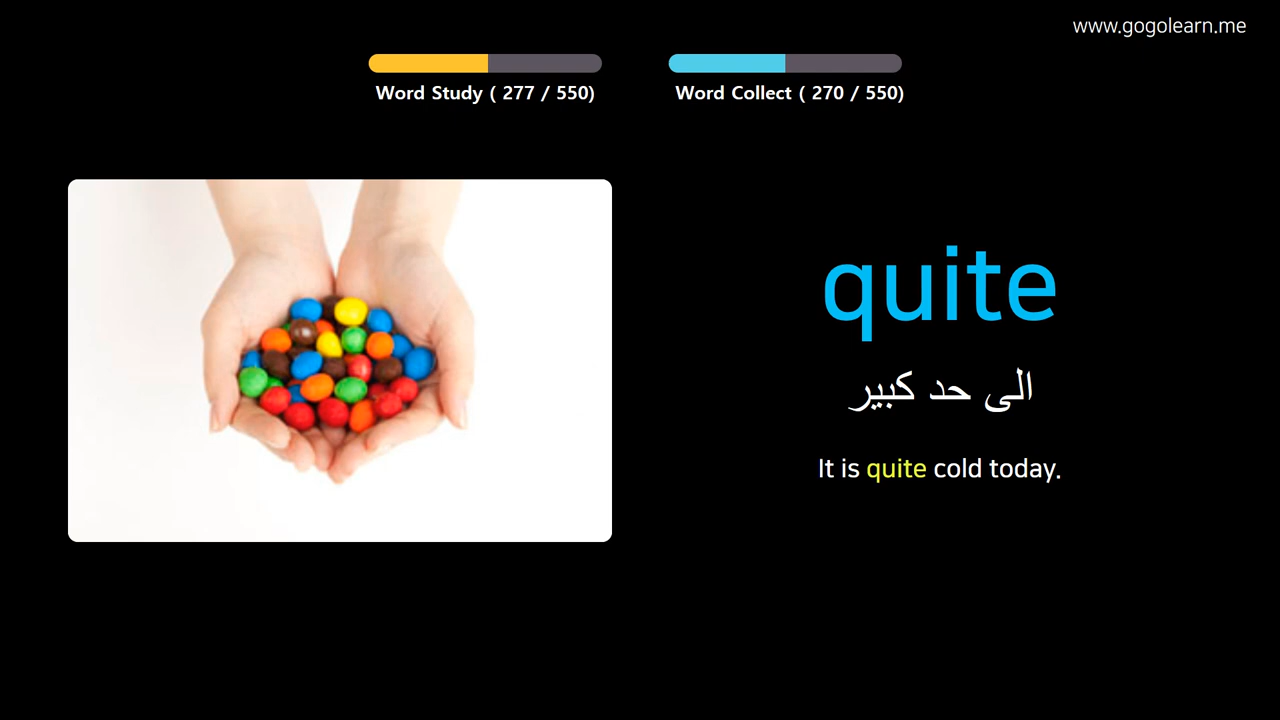 www.gogolearn.me
Word Study ( 277 / 550)
Word Collect ( 270 / 550)
quite
الى حد كبير
It is quite cold today.